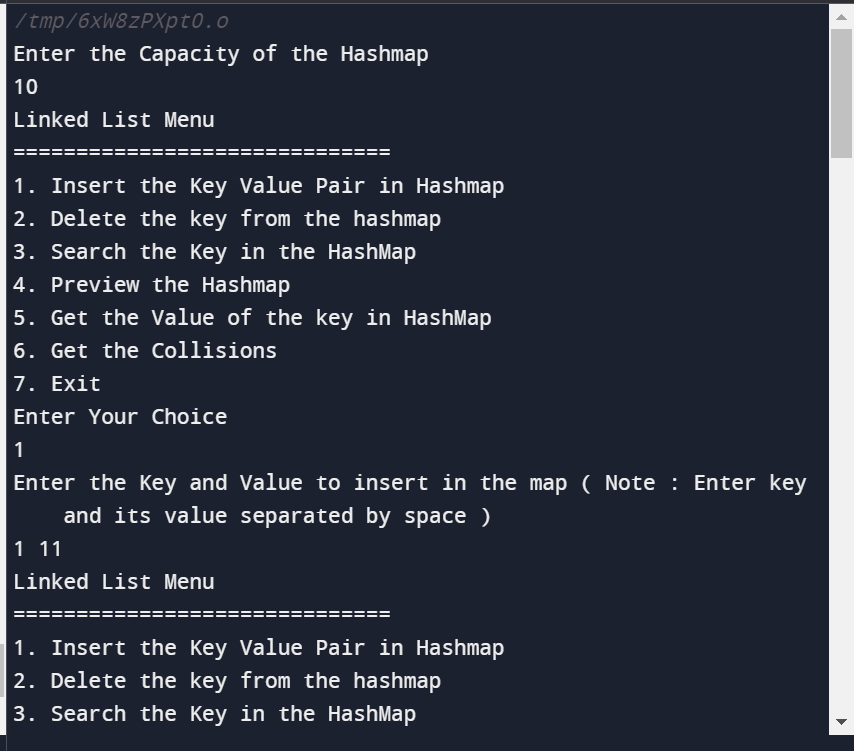 /tmp/6xW8zPXptO.o
Enter the Capacity of the Hashmap
10
Linked List Menu
==============================
1. Insert the Key Value Pair in Hashmap
2. Delete the key from the hashmap
3. Search the Key in the HashMap
4. Preview the Hashmap
5. Get the Value of the key in HashMap
6. Get the Collisions
7. Exit
Enter Your Choice
1
Enter the Key and Value to insert in the map ( Note : Enter key
and its value separated by space )
1 11
Linked List Menu
==============================
1. Insert the Key Value Pair in Hashmap
2. Delete the key from the hashmap
3. Search the Key in the HashMap